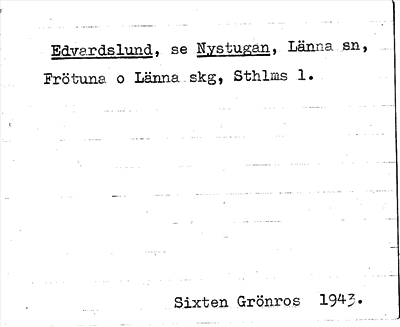 Edvardslund, se Nystugan, Länna sn,
Frötuna o Länna skg, Sthlms l.
Sixten Grönros 1943.